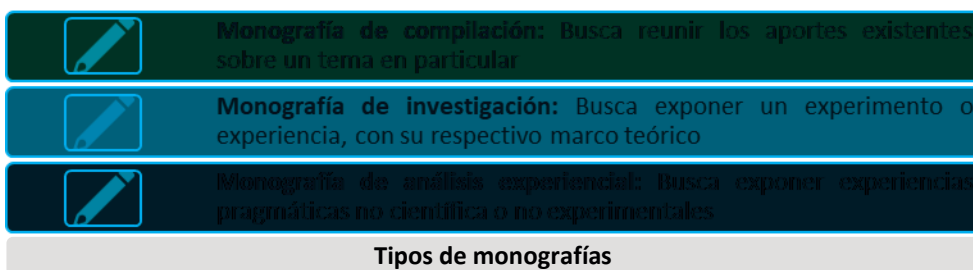 Monografía de compilación: Busca reunir los aportes existentes
sobre un tema en particular
Monografía de investigación: Busca exponer un experimento o
experiencia, con su respectivo marco teórico
Monografía de análisis experiencial: Busca exponer experiencias
pragmáticas no científica o no experimentales
Tipos de monografías